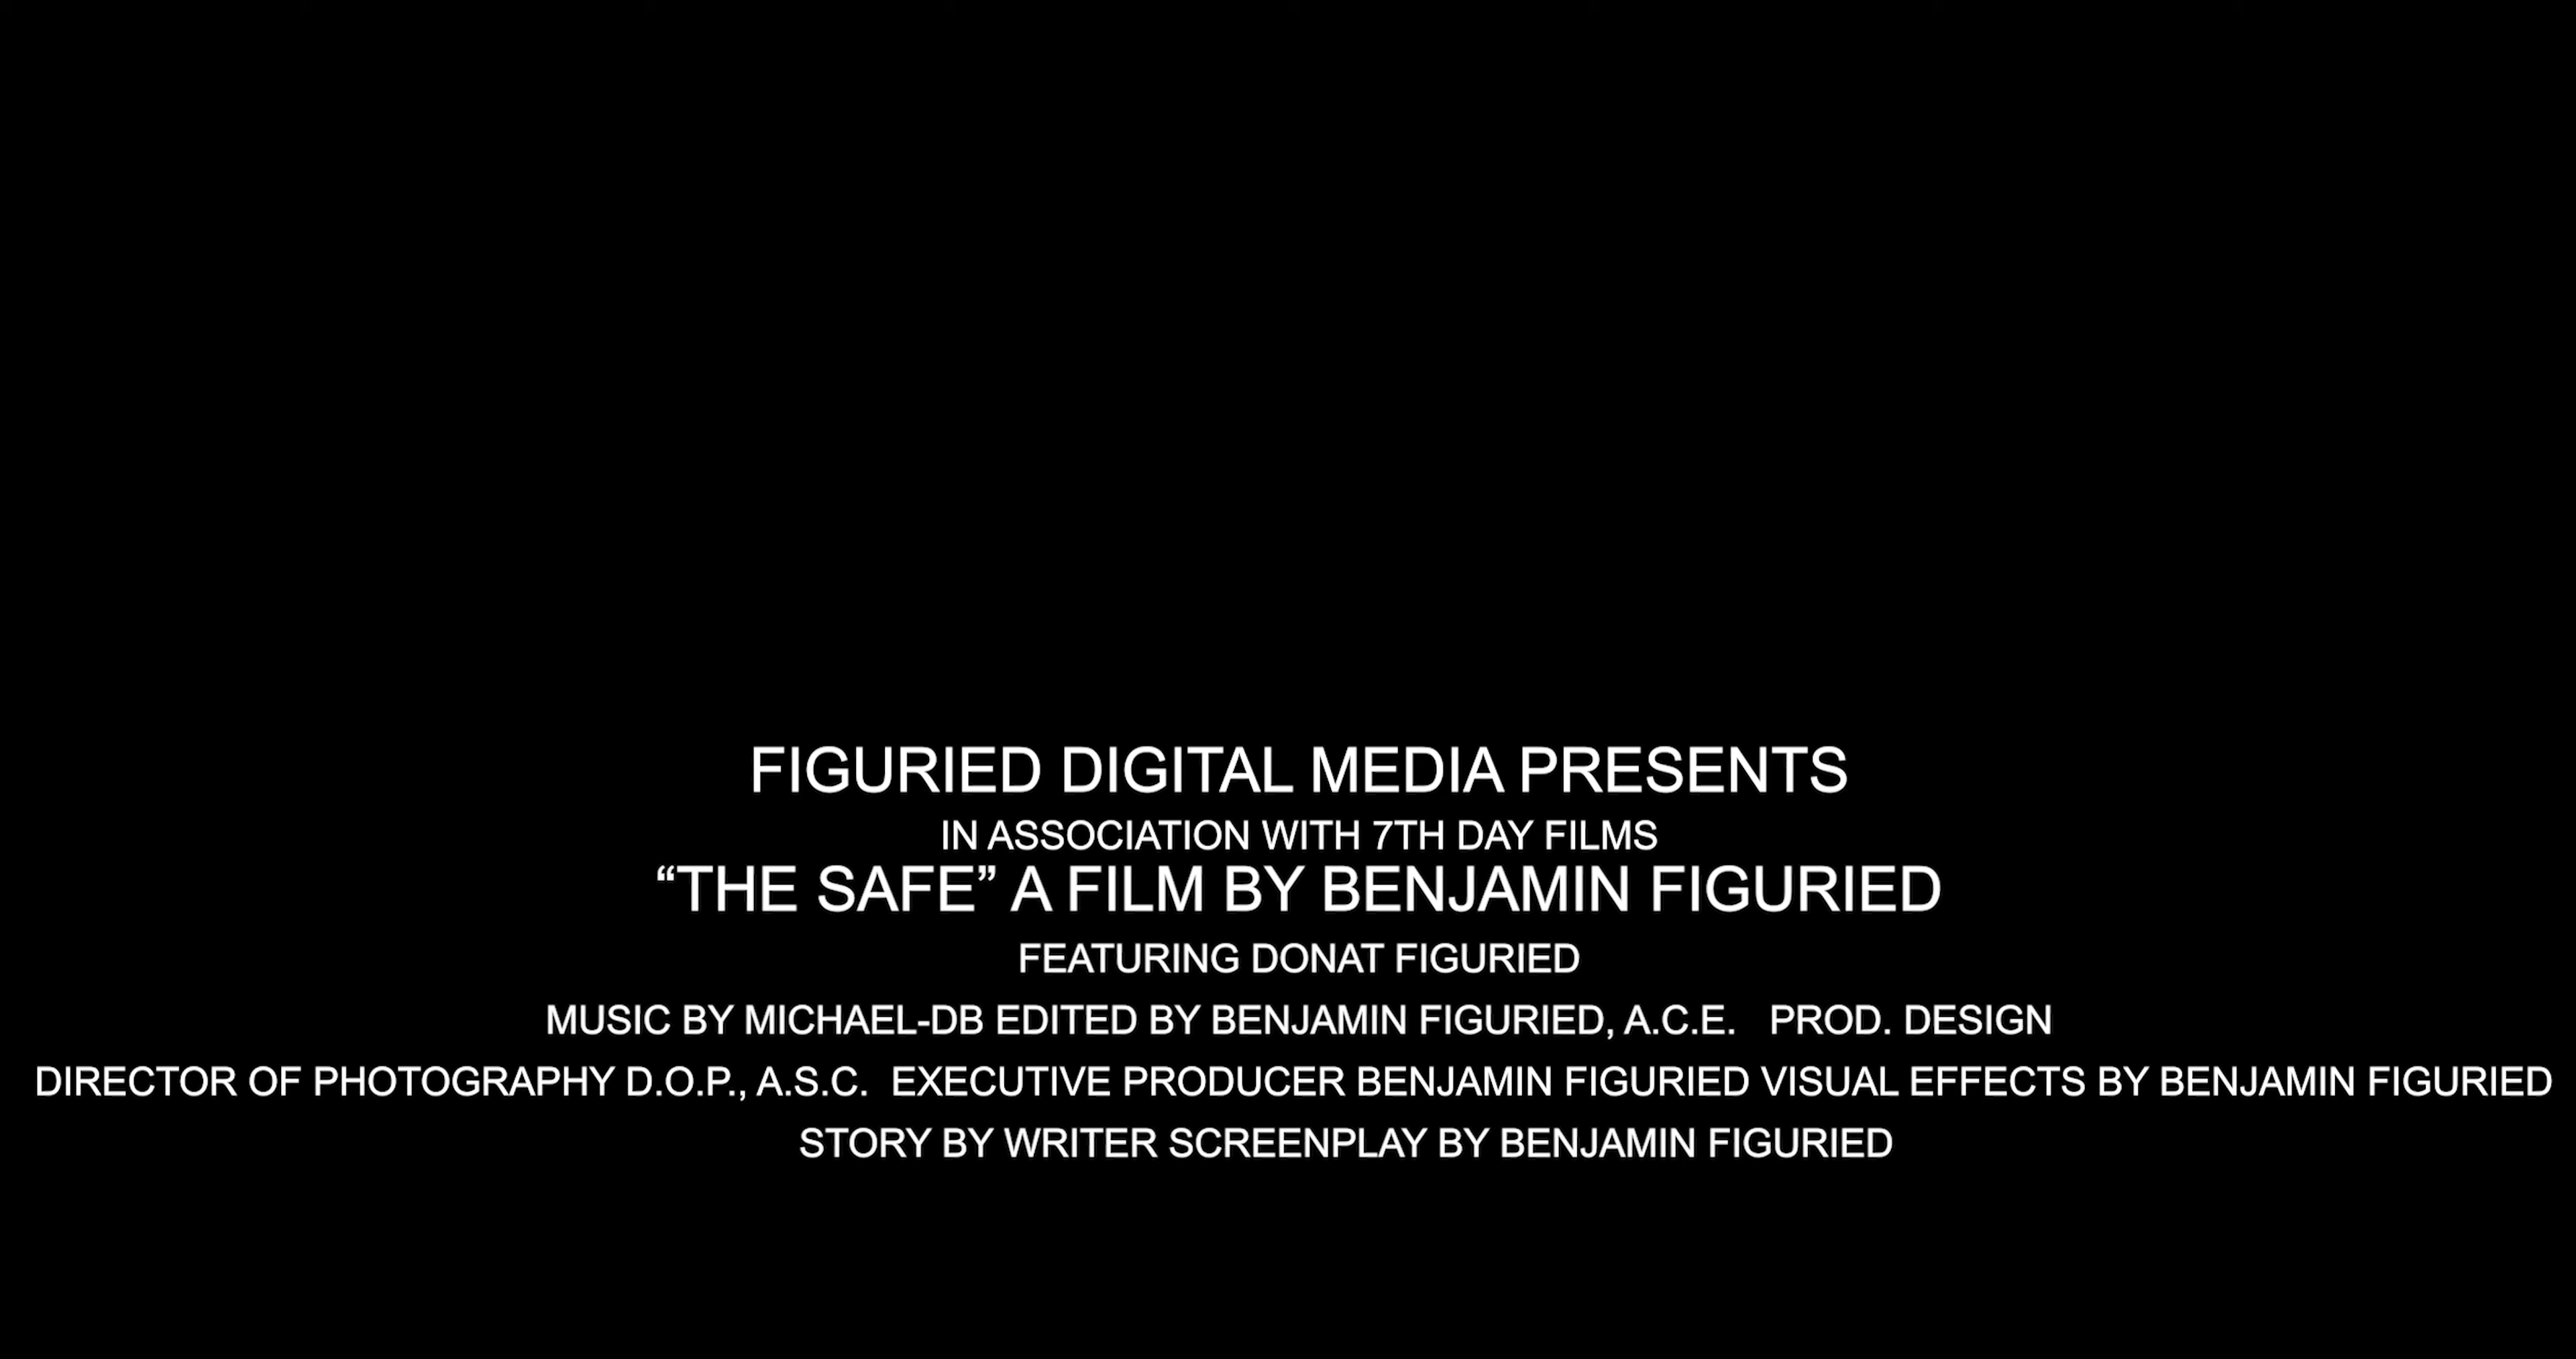 FIGURIED DIGITAL MEDIA PRESENTS
IN ASSOCIATION WITH 7TH DAY FILMS
“THE SAFE” A FILM BY BENJAMIN FIGURIED
FEATURING DONAT FIGURIED
MUSIC BY MICHAEL-DB EDITED BY BENJAMIN FIGURIED, A.C.E. PROD. DESIGN
DIRECTOR OF PHOTOGRAPHY D.O.P., A.S.C. EXECUTIVE PRODUCER BENJAMIN FIGURIED VISUAL EFFECTS BY BENJAMIN FIGURIED
STORY BY WRITER SCREENPLAY BY BENJAMIN FIGURIED